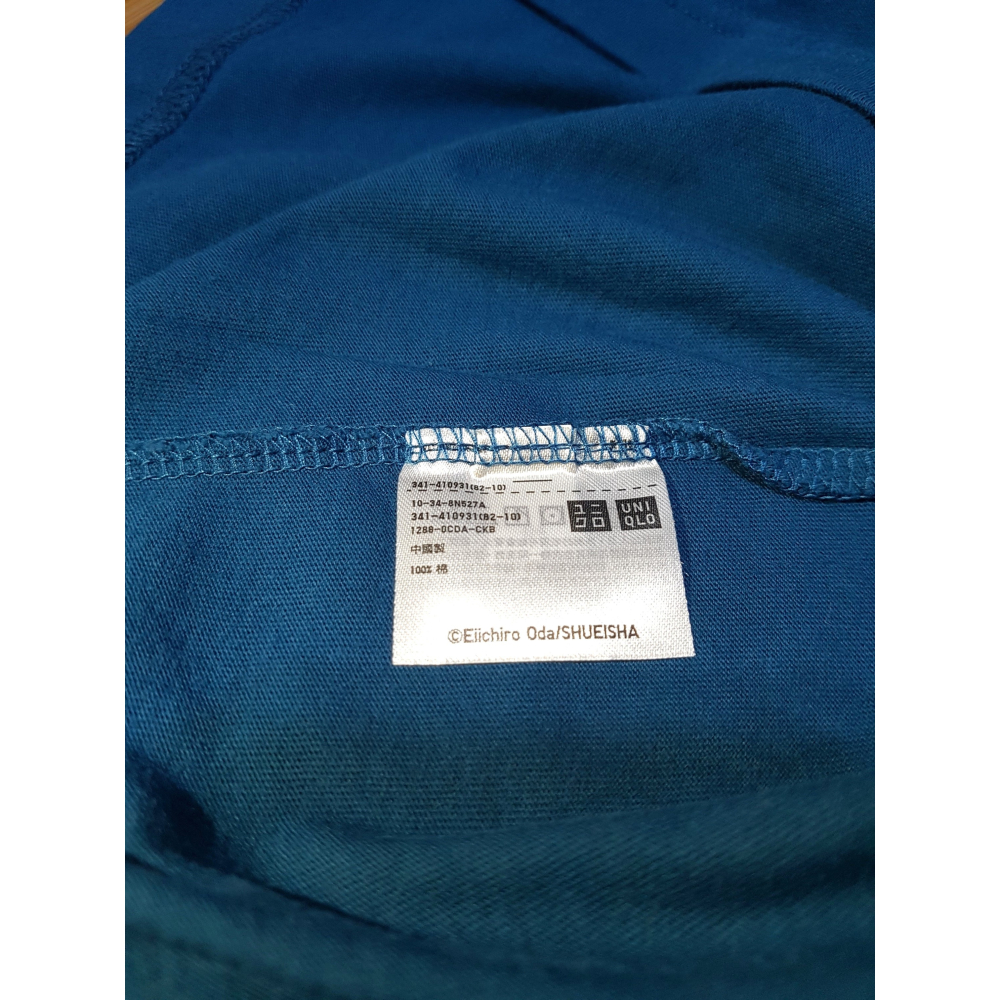 341-410931(82-10)
10-34-8N527A
341-410931(82-10)
1288-0CDA-CKB
中國製
100% 棉
ユニ
クロ
UNI
QLO
©Eiichiro Oda/SHUEISHA